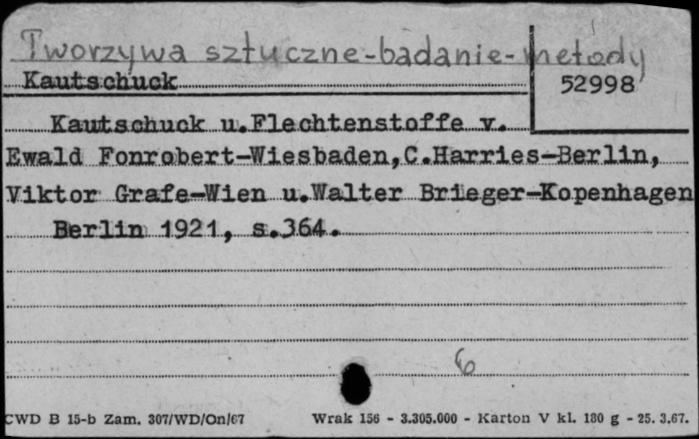 Tworzywa sztuczne-badanie-metody
Kautschuck
52998
Kautschuck u.Flechtenstoffe v.
Ewald Fonrobert-Wiesbaden,C.Harries-Berlin,
Viktor Grafe-Wien u.Walter Brieger-Kopenhagen
Berlin 1921, s.364.
6
CWD B 15-b Zam. 307/WD/On/67 Wrak 156 - 3.305.000 - Karton V kl. 180 g - 25. 3.67.